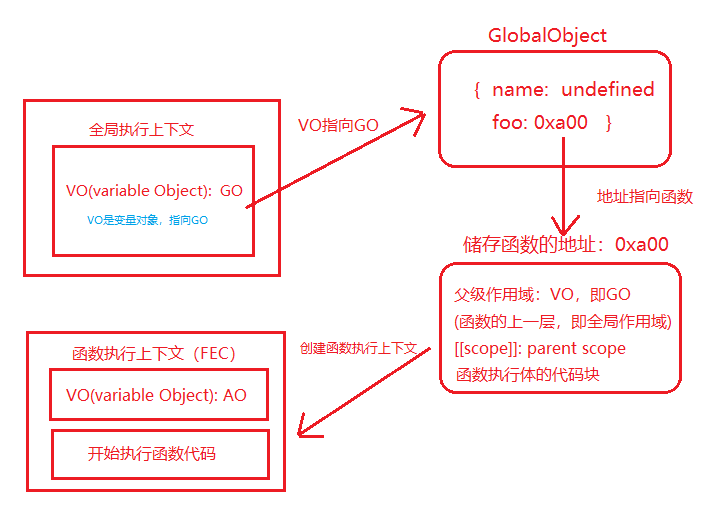 GlobalObject
{ name: undefined
foo: 0xa00 }
全局执行上下文
VO指向GO
VO(variable Object): GO
VO是变量对象，指向GO
地址指向函数
储存函数的地址：0xa00
父级作用域：VO，即GO
(函数的上一层，即全局作用域)
[[scope]]: parent scope
函数执行体的代码块
创建函数执行上下文
函数执行上下文（FEC）
VO(variable Object): AO
开始执行函数代码